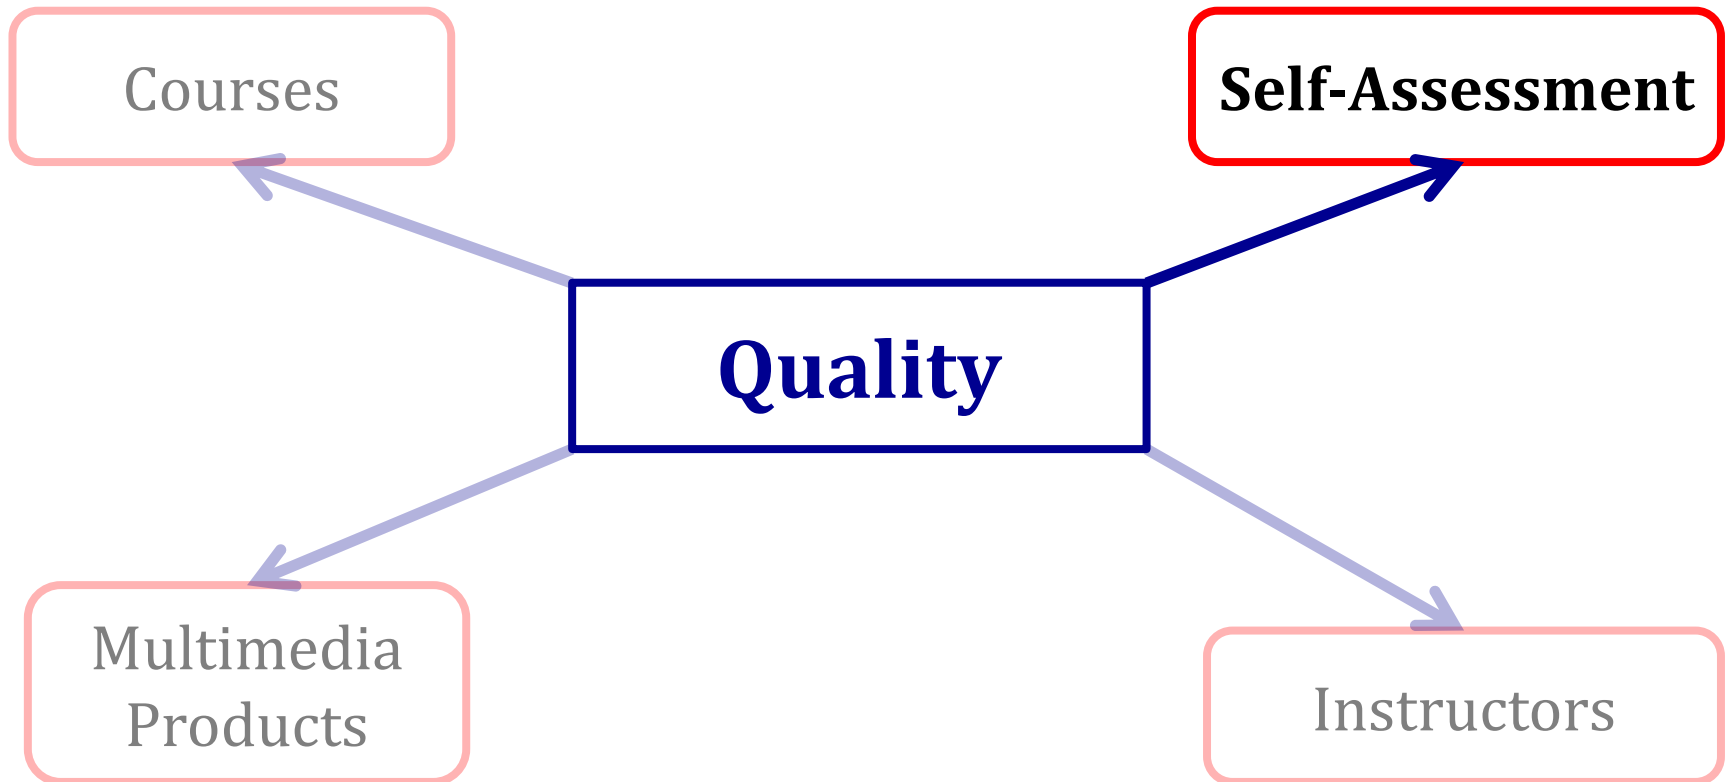 Courses
Self-Assessment
Quality
Multimedia
Products
Instructors